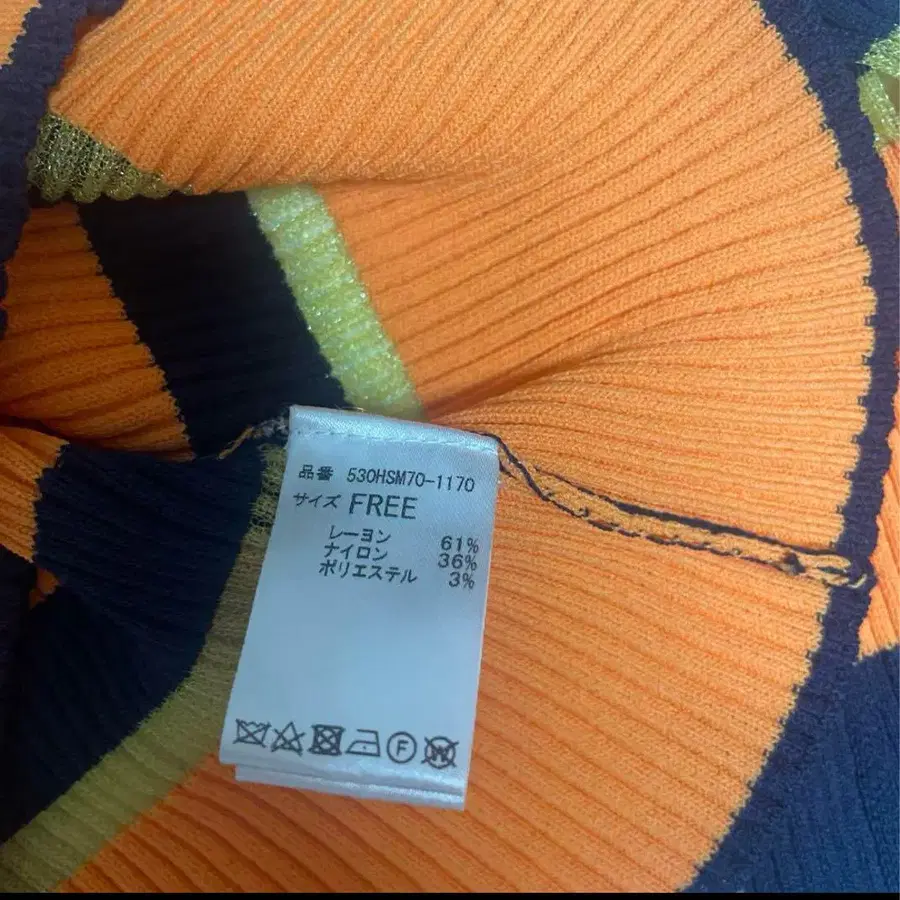 品番 530HSM70-1170
サイズ FREE
レーヨン 61%
ナイロン 36%
ポリエステル 3%
F W